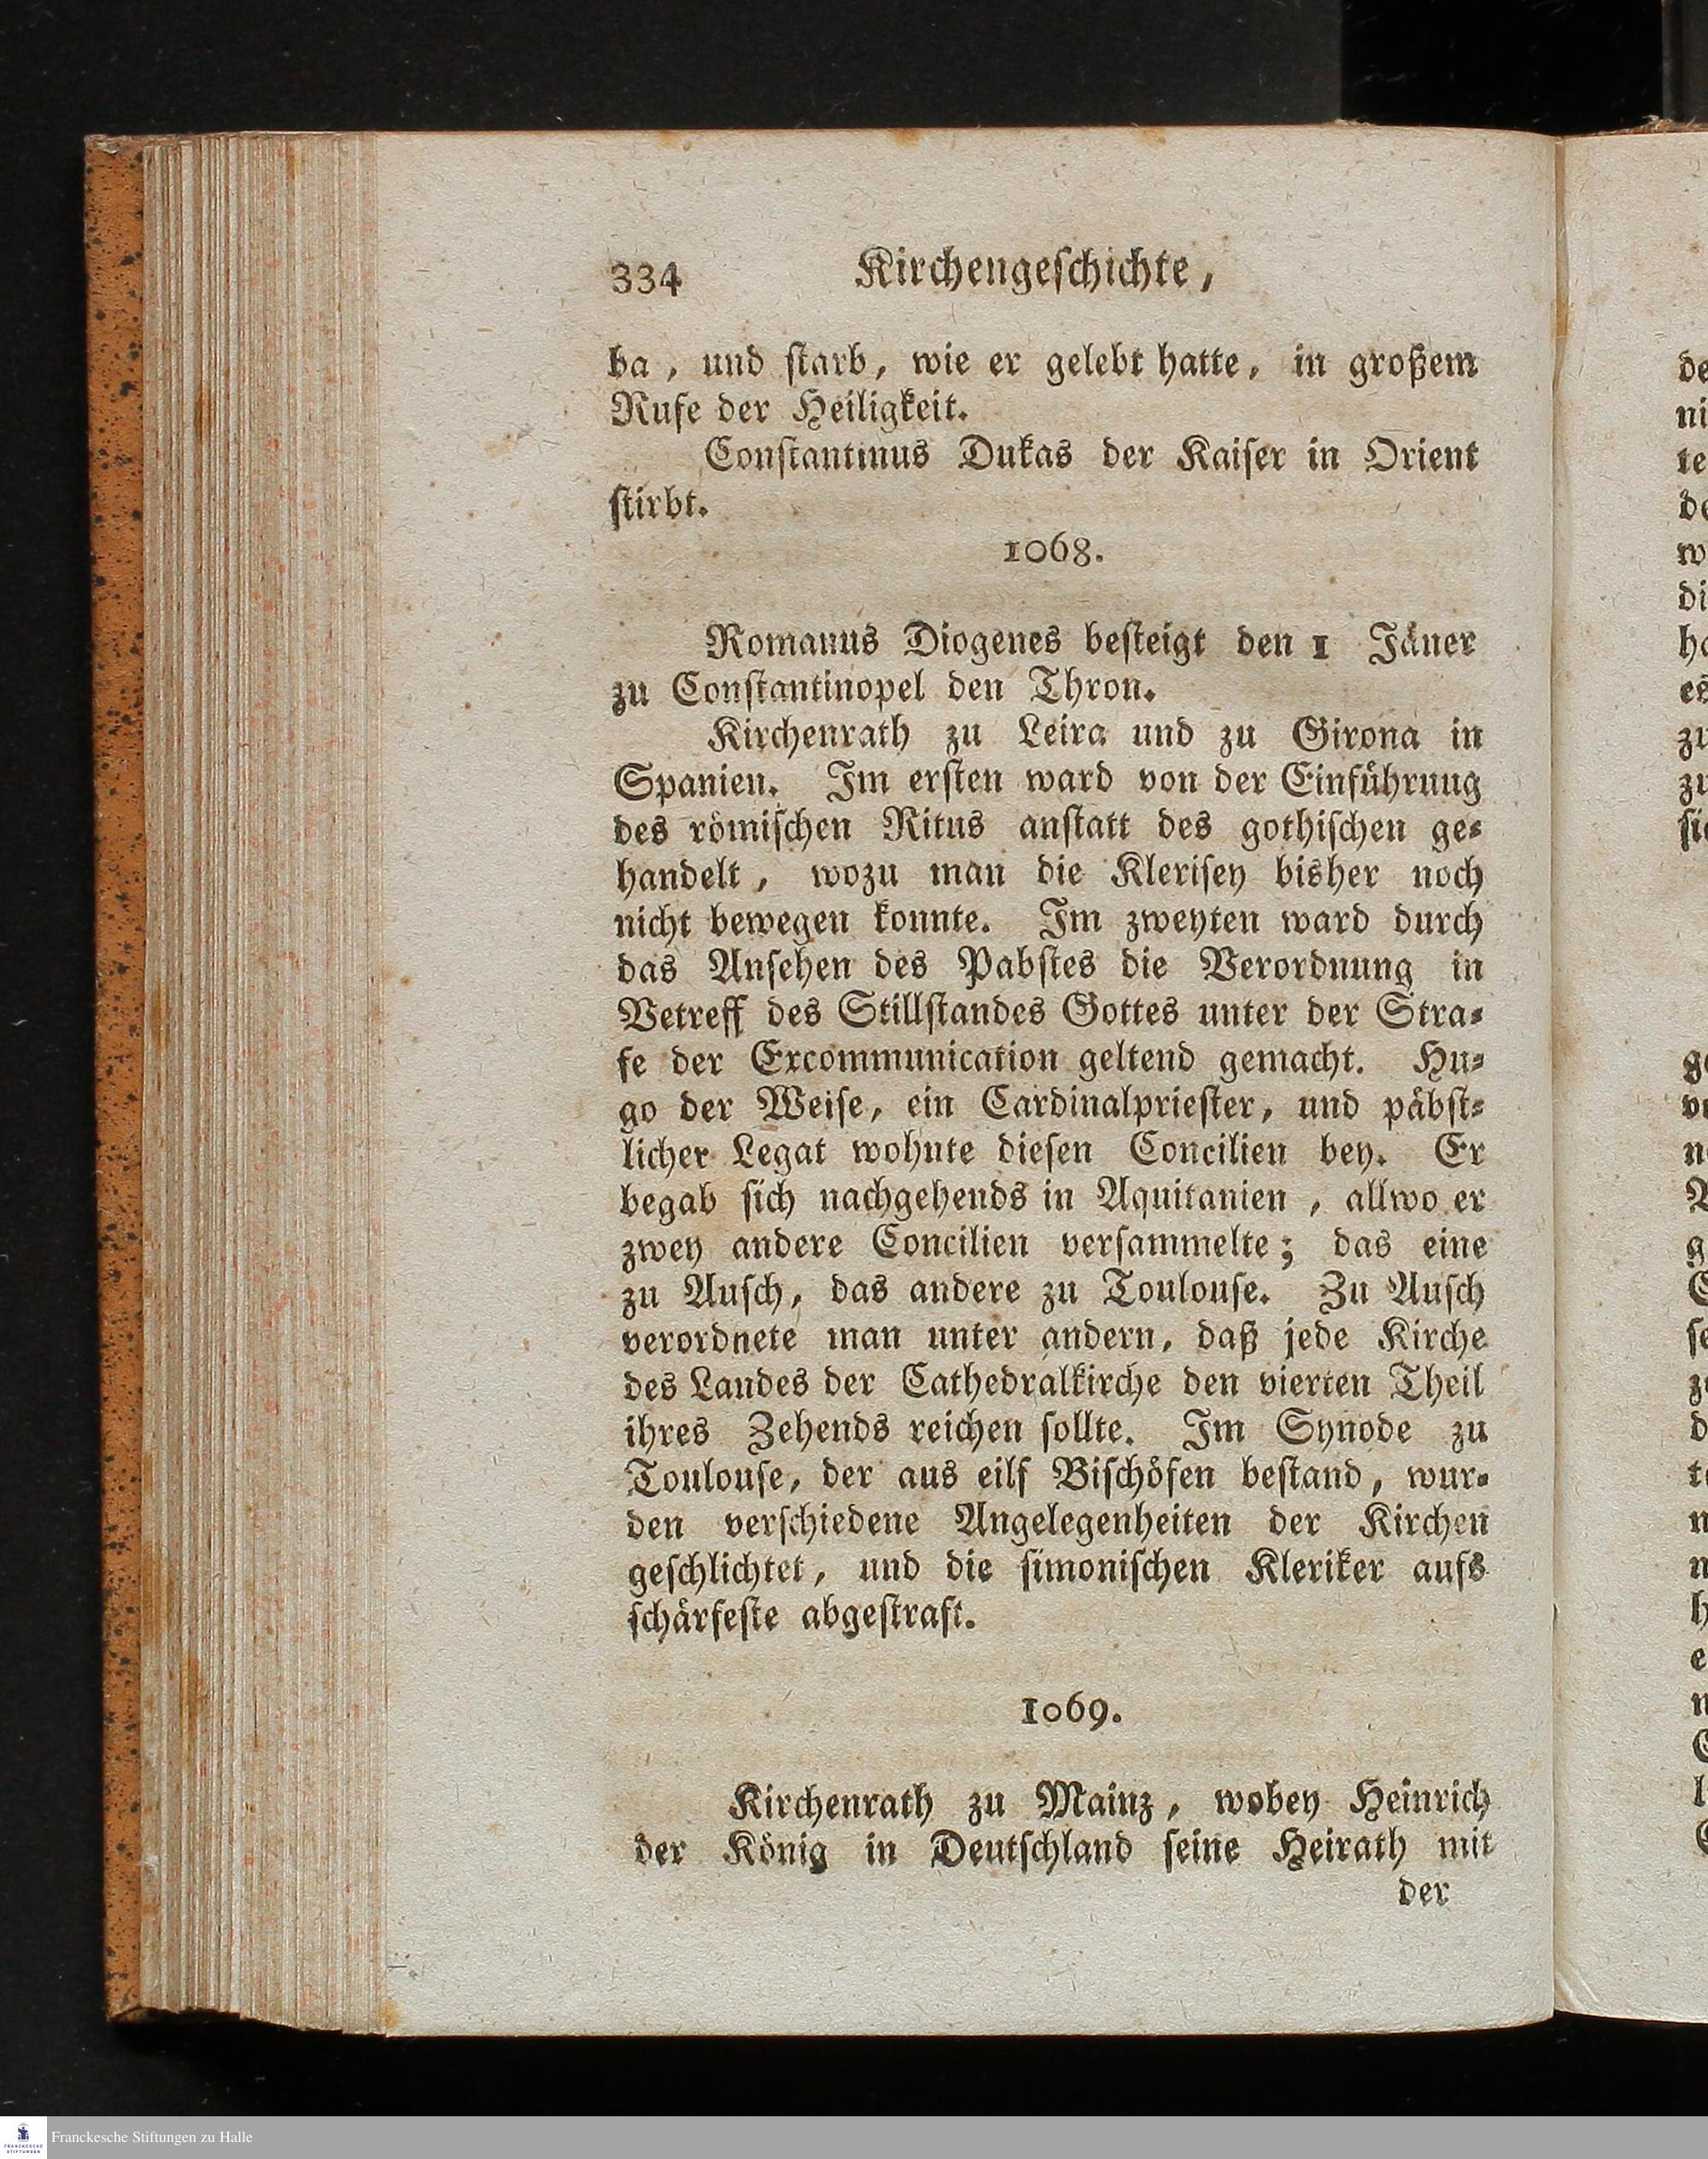 334 Kirchengeschichte,
ba, und starb, wie er gelebt hatte, in großem
Rufe der Heiligkeit.
Constantinus Dukas der Kaiser in Orient
stirbt.
1068.
Romanus Diogenes besteigt den 1 Jäner
zu Constantinopel den Thron.
Kirchenrath zu Leira und zu Girona in
Spanien. Im ersten ward von der Einführung
des römischen Ritus anstatt des gothischen ge-
handelt, wozu man die Klerisey bisher noch
nicht bewegen konnte. Im zweyten ward durch
das Ansehen des Pabstes die Verordnung in
Betreff des Stillstandes Gottes unter der Stra-
fe der Excommunication geltend gemacht. Hu-
go der Weise, ein Cardinalpriester, und päbst-
licher Legat wohnte diesen Concilien bey. Er
begab sich nachgehends in Aquitanien, allwo er
zwey andere Concilien versammelte; das eine
zu Ausch, das andere zu Toulouse. Zu Ausch
verordnete man unter andern, daß jede Kirche
des Landes der Cathedralkirche den vierten Theil
ihres Zehends reichen sollte. Im Synode zu
Toulouse, der aus eilf Bischöfen bestand, wur-
den verschiedene Angelegenheiten der Kirchen
geschlichtet, und die simonischen Kleriker aufs
schärfeste abgestraft.
1069.
Kirchenrath zu Mainz, wobey Heinrich
der König in Deutschland seine Heirath mit
der
Franckesche Stiftungen zu Halle